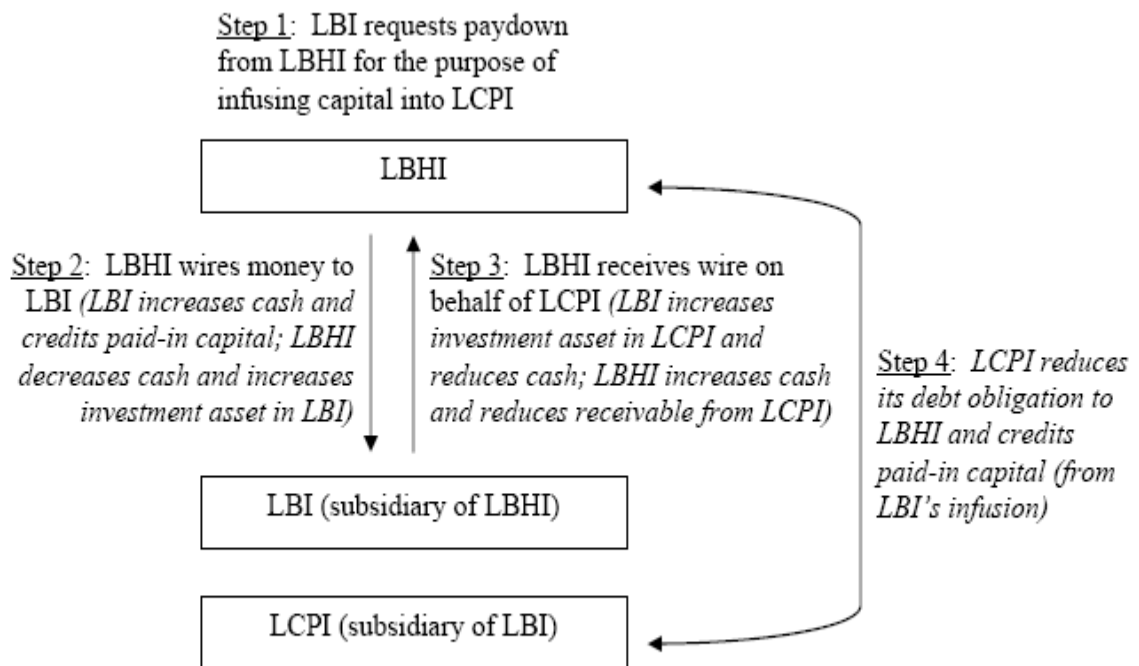 Step 1: LBI requests paydown
from LBHI for the purpose of
infusing capital into LCPI
LBHI
Step 2: LBHI wires money to
LBI (LBI increases cash and
credits paid-in capital; LBHI
decreases cash and increases
investment asset in LBI)
Step 3: LBHI receives wire on
behalf of LCPI (LBI increases
investment asset in LCPI and
reduces cash; LBHI increases cash
and reduces receivable from LCPI)
Step 4: LCPI reduces
its debt obligation to
LBHI and credits
paid-in capital (from
LBI's infusion)
LBI (subsidiary of LBHI)
LCPI (subsidiary of LBI)